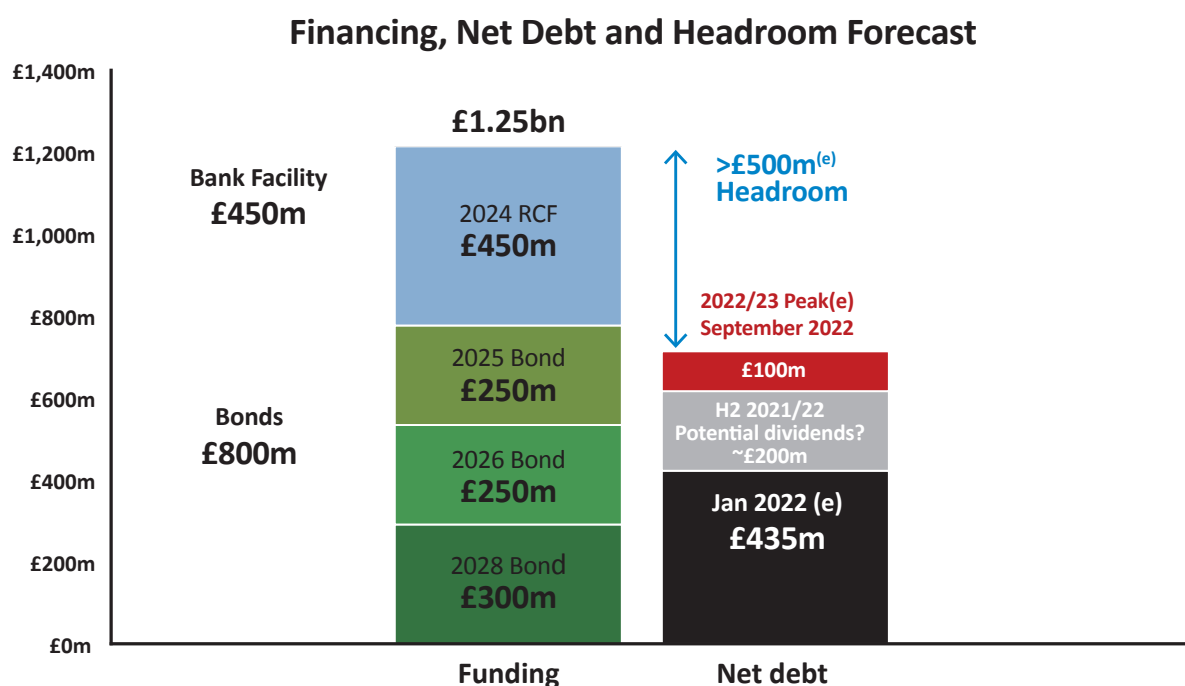 Financing, Net Debt and Headroom Forecast
£1,400m
£1,200m
£1,000m
£800m
£600m
£400m
£200m
£0m
Bank Facility
£450m
Bonds
£800m
£1.25bn
2024 RCF
£450m
2025 Bond
£250m
2026 Bond
£250m
2028 Bond
£300m
>£500m(e)
Headroom
2022/23 Peak(e)
September 2022
£100m
H2 2021/22
Potential dividends?
~£200m
Jan 2022 (e)
£435m
Funding
Net debt